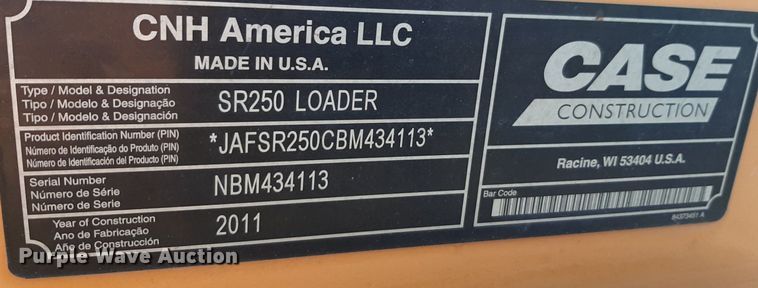 CNH America LLC
MADE IN U.S.A.
Type / Model & Designation
Tipo / Modelo & Designação
Tipo / Modelo & Designación
SR250 LOADER
Product Identification Number (PIN)
Número de Identificação do Produto (PIN)
Número de Identificación del Producto (PIN)
*JAFSR250CBM434113*
Serial Number
Número de Série
Número de Serie
NBM434113
Year of Construction
Ano de Fabricação
Año de Construcción
2011
CASE
CONSTRUCTION
Racine, WI 53404 U.S.A.
Bar Code
84373451 A
Purple Wave Auction